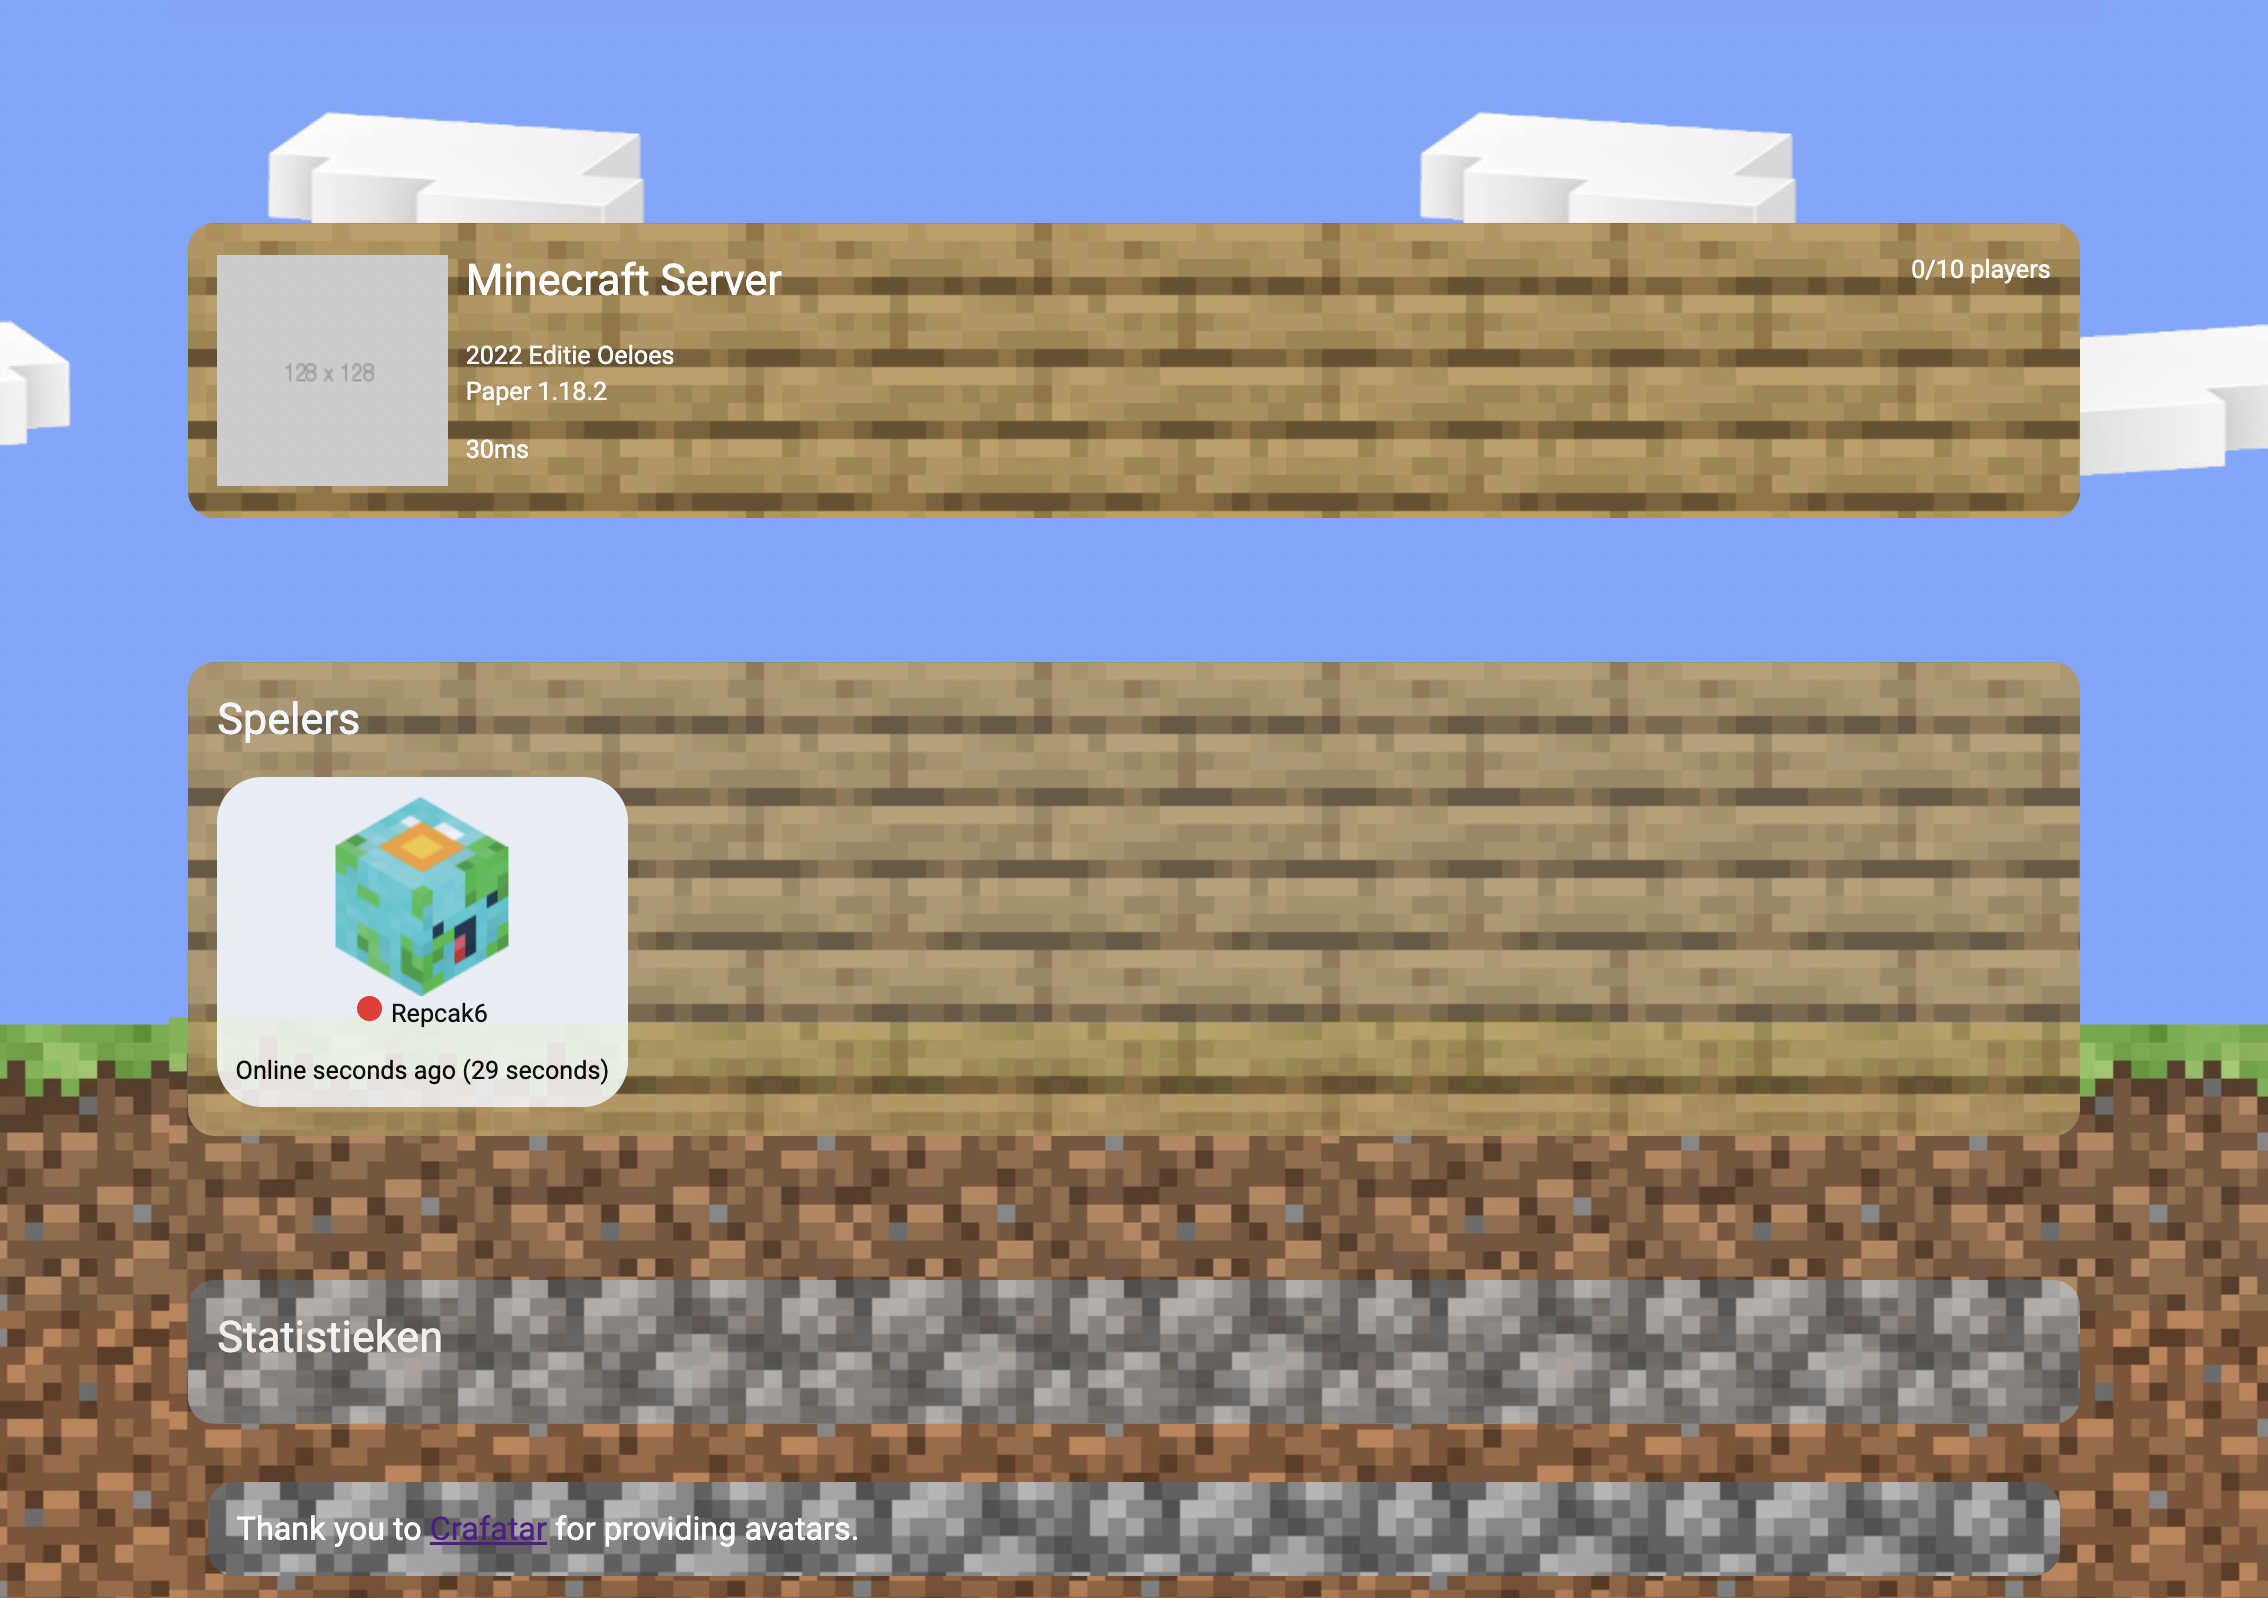 Minecraft Server
0/10 players
128 x 128
2022 Editie Oeloes
Paper 1.18.2
30ms
Spelers
Repcak6
Online seconds ago (29 seconds)
Statistieken
Thank you to Crafatar for providing avatars.